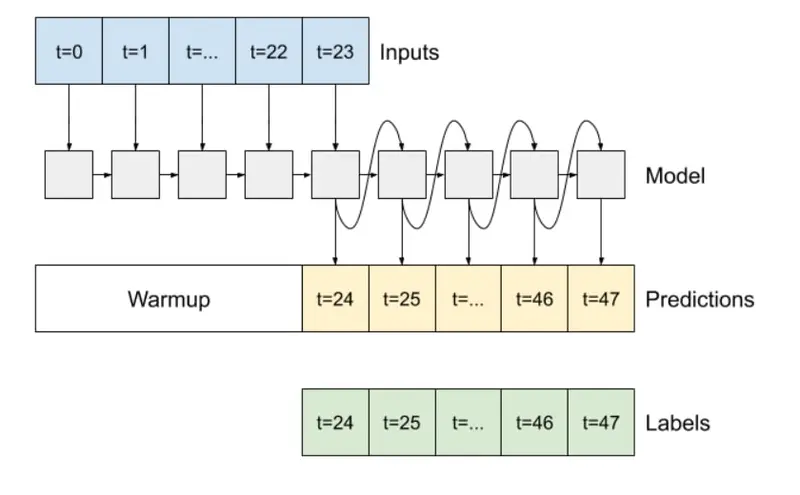 t=0 t=1 t=... t=22 t=23 Inputs
Model
Warmup t=24 t=25 t=... t=46 t=47 Predictions
t=24 t=25 t=... t=46 t=47 Labels